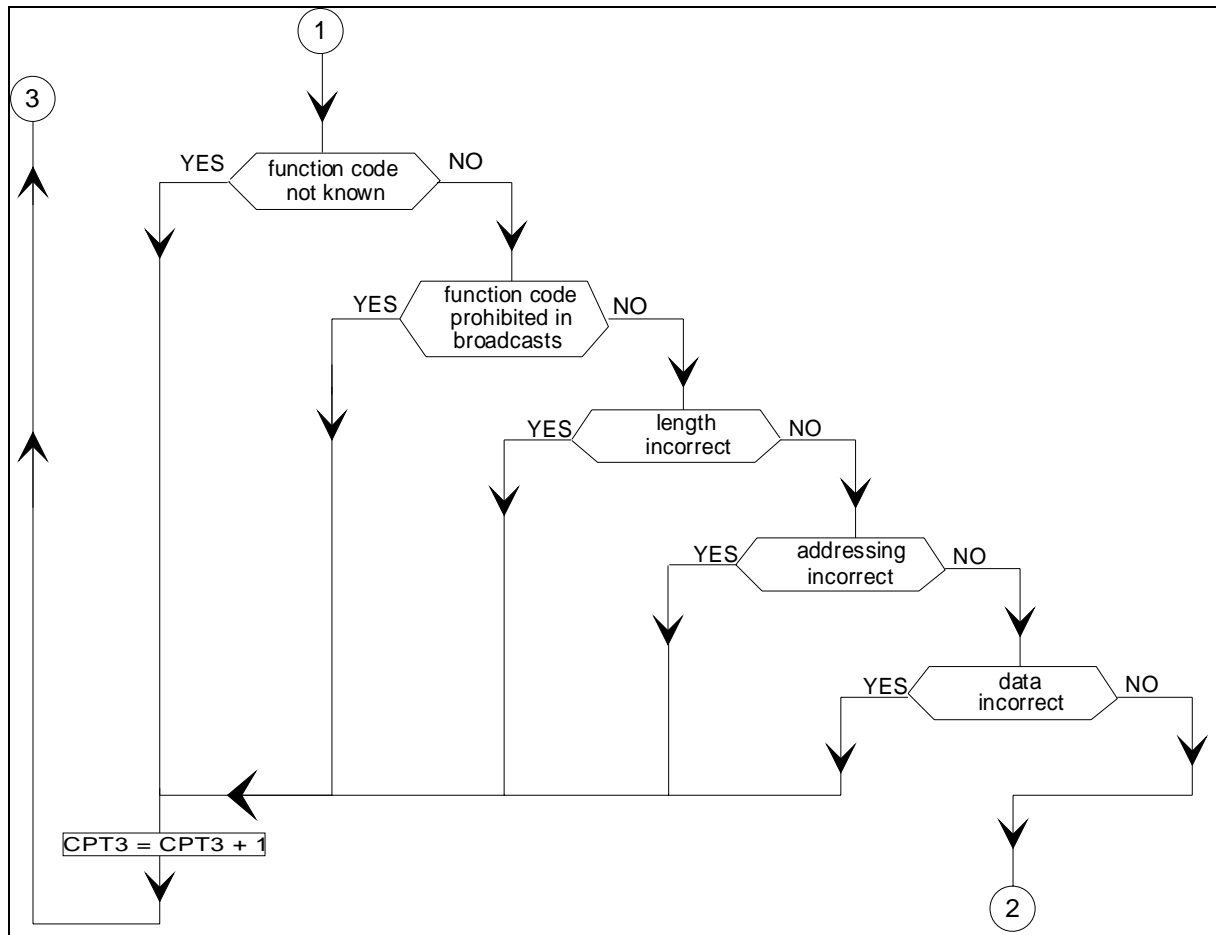 1
3
YES
function code
not known
NO
YES
function code
prohibited in
broadcasts
NO
YES
length
incorrect
NO
YES
addressing
incorrect
NO
YES
data
incorrect
NO
CPT3 = CPT3 + 1
2